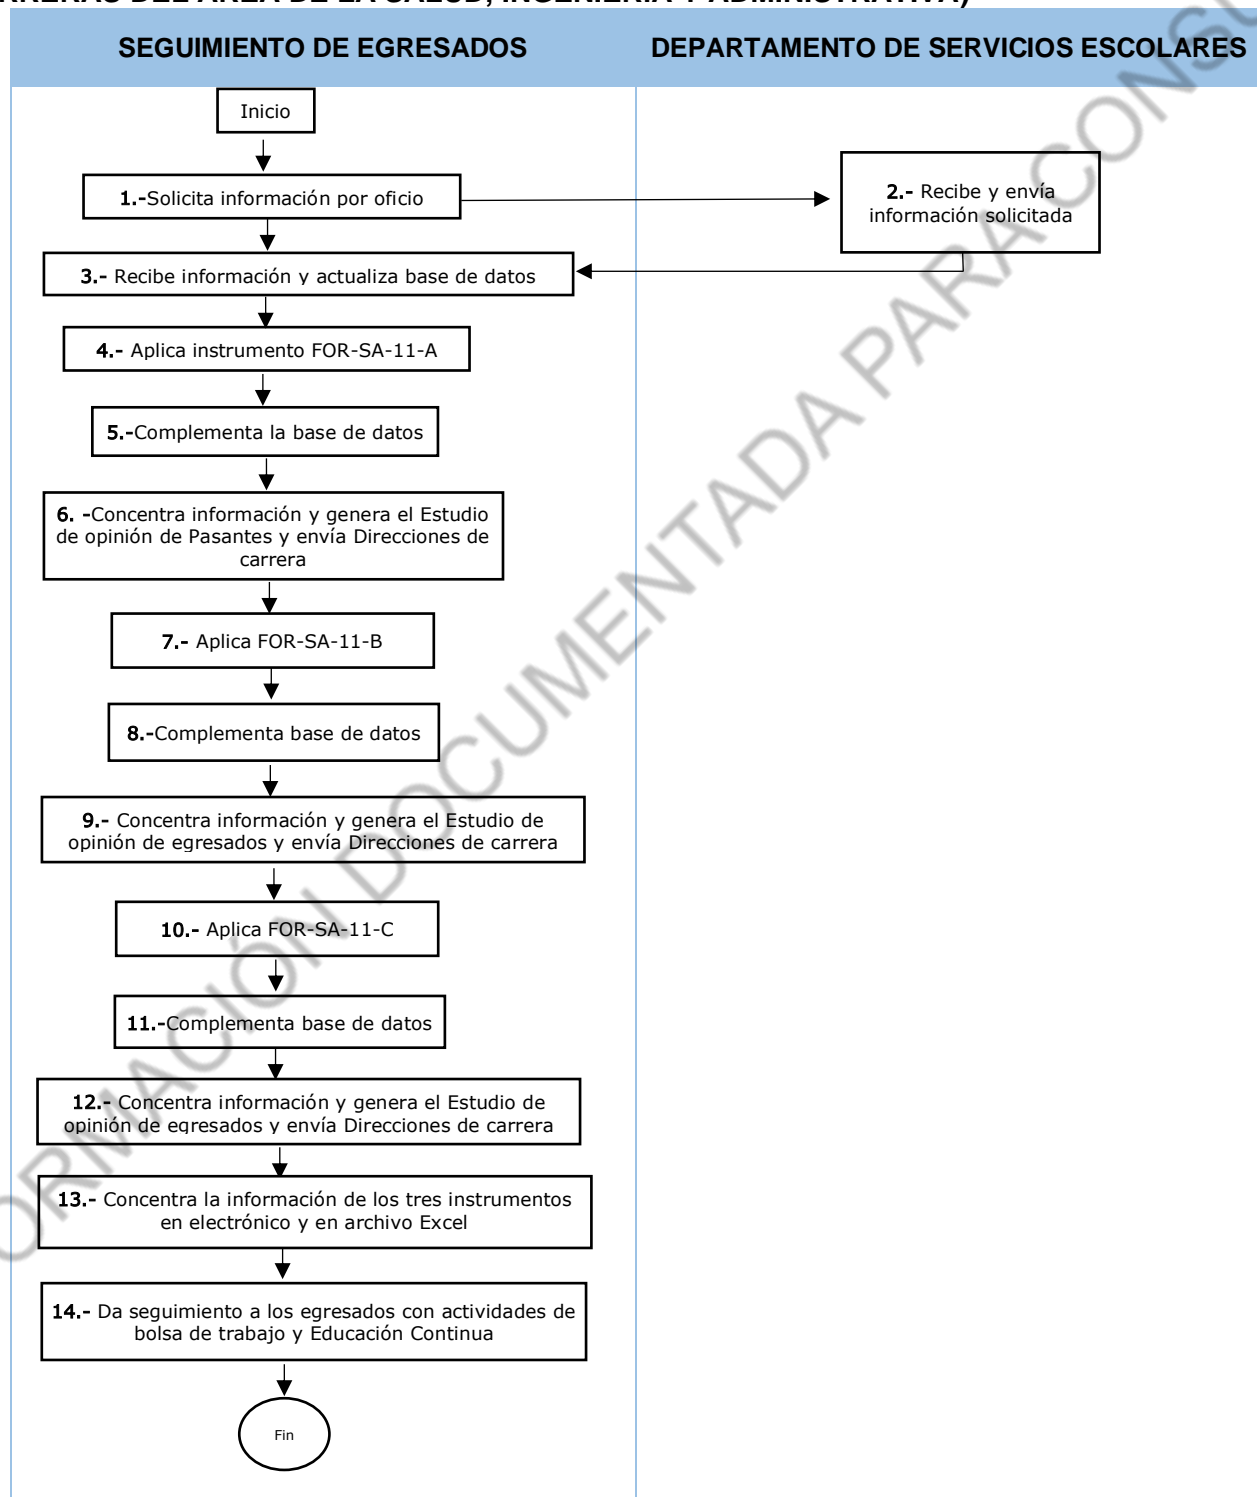 SEGUIMIENTO DE EGRESADOS
DEPARTAMENTO DE SERVICIOS ESCOLARES
Inicio
1.-Solicita información por oficio
2.- Recibe y envía
información solicitada
3.- Recibe información y actualiza base de datos
4.- Aplica instrumento FOR-SA-11-A
5.-Complementa la base de datos
6. -Concentra información y genera el Estudio
de opinión de Pasantes y envía Direcciones de
carrera
7.- Aplica FOR-SA-11-B
8.-Complementa base de datos
9.- Concentra información y genera el Estudio de
opinión de egresados y envía Direcciones de carrera
10.- Aplica FOR-SA-11-C
11.-Complementa base de datos
12.- Concentra información y genera el Estudio de
opinión de egresados y envía Direcciones de carrera
13.- Concentra la información de los tres instrumentos
en electrónico y en archivo Excel
14.- Da seguimiento a los egresados con actividades de
bolsa de trabajo y Educación Continua
Fin
DOCUMENTADA PARA